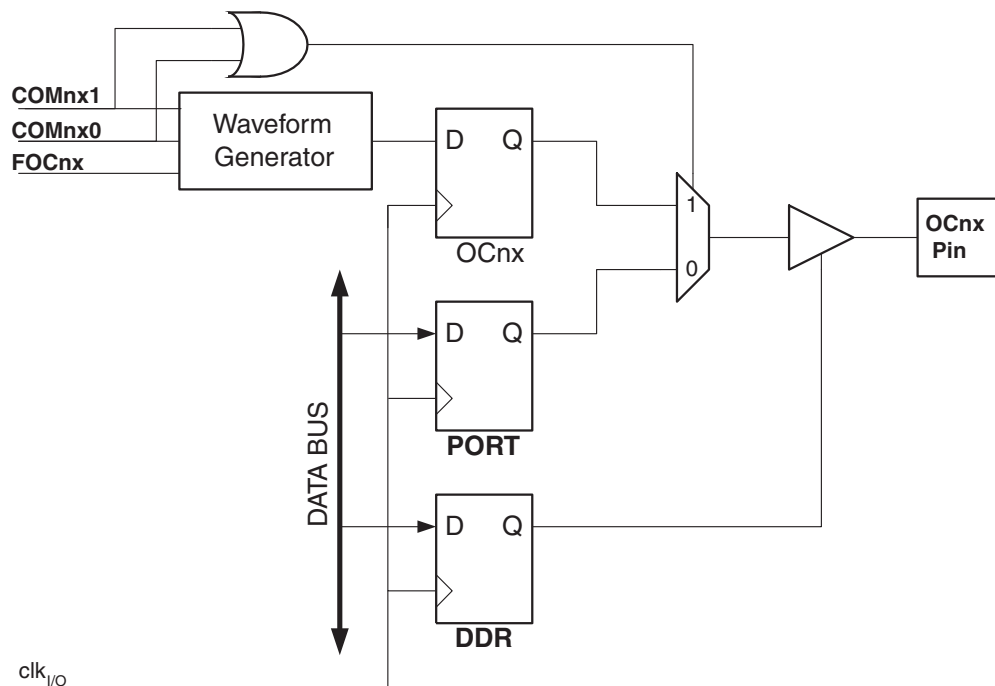 COMnx1
COMnx0
FOCnx
Waveform
Generator
D Q
OCnx
1
0
OCnx
Pin
D Q
PORT
DATA BUS
D Q
DDR
clkI/O